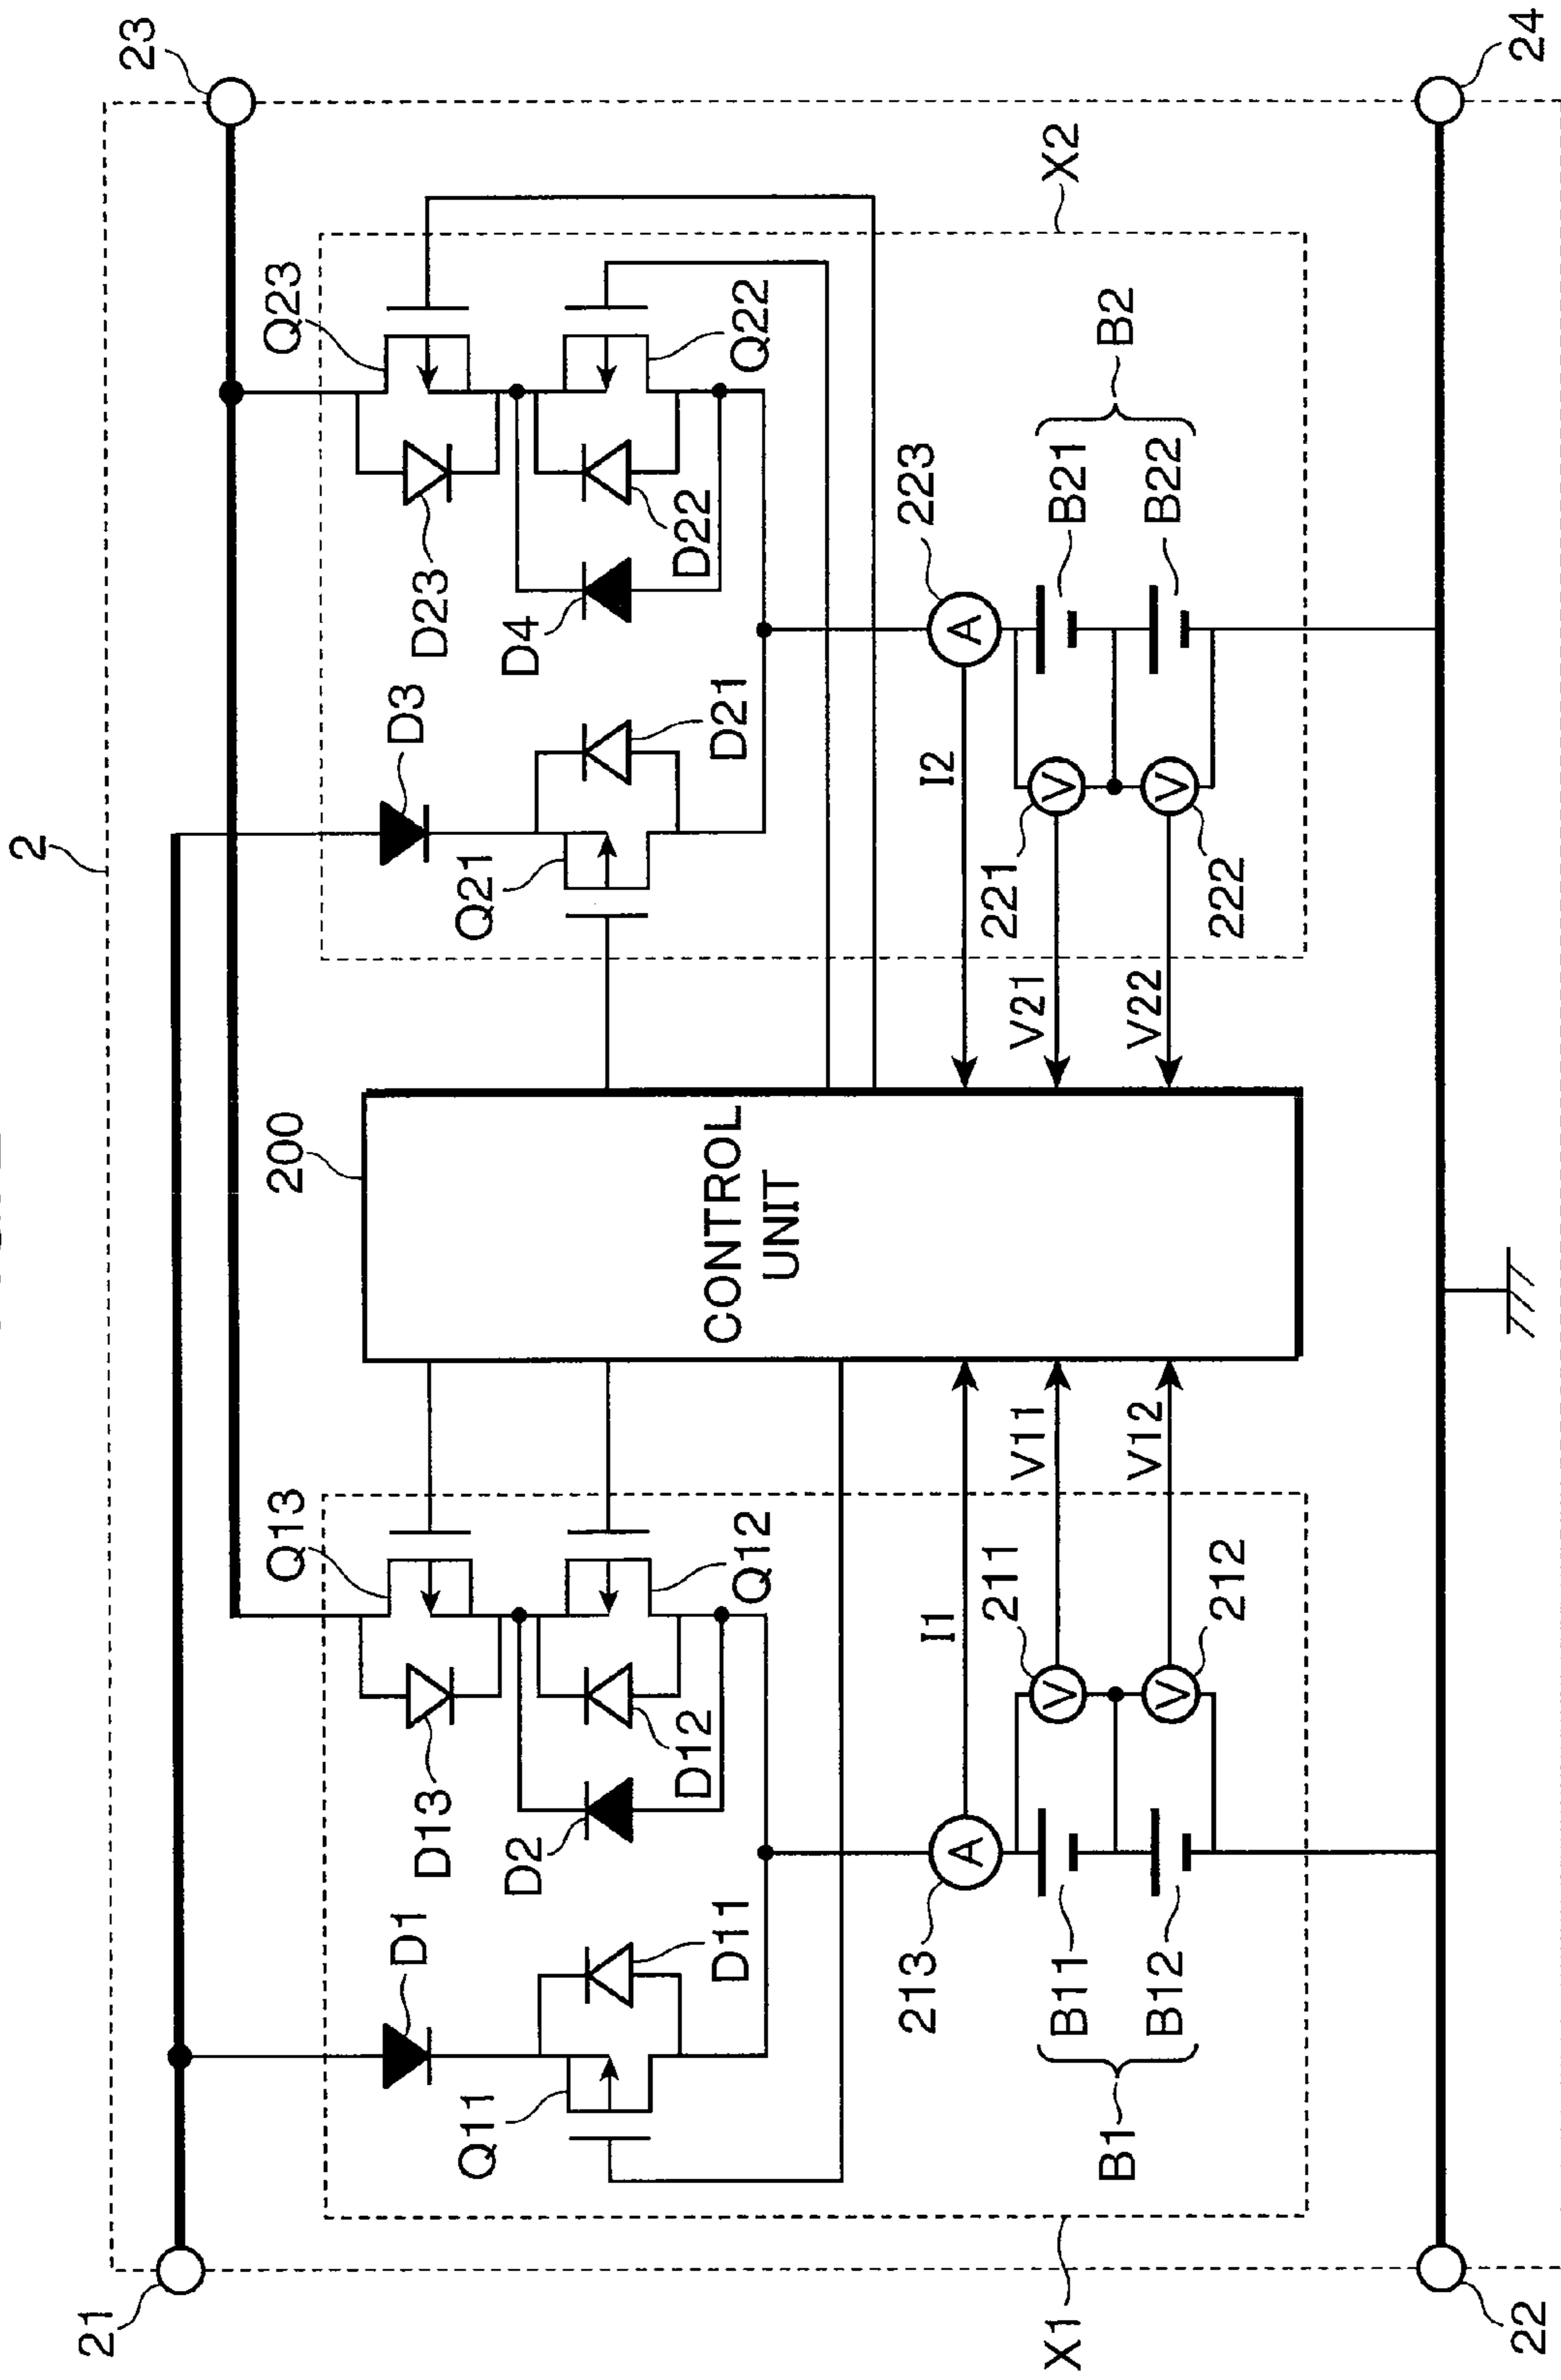 2
21
23
X1
X2
200
CONTROL
UNIT
D1
Q11
D11
D13
Q13
D2
D12
Q12
213
I1
211
V11
212
V12
B1
B11
B12
D3
Q21
D21
D23
Q23
D4
D22
Q22
223
I2
221
V21
222
V22
B2
B21
B22
A
V
V
A
V
V
22
24